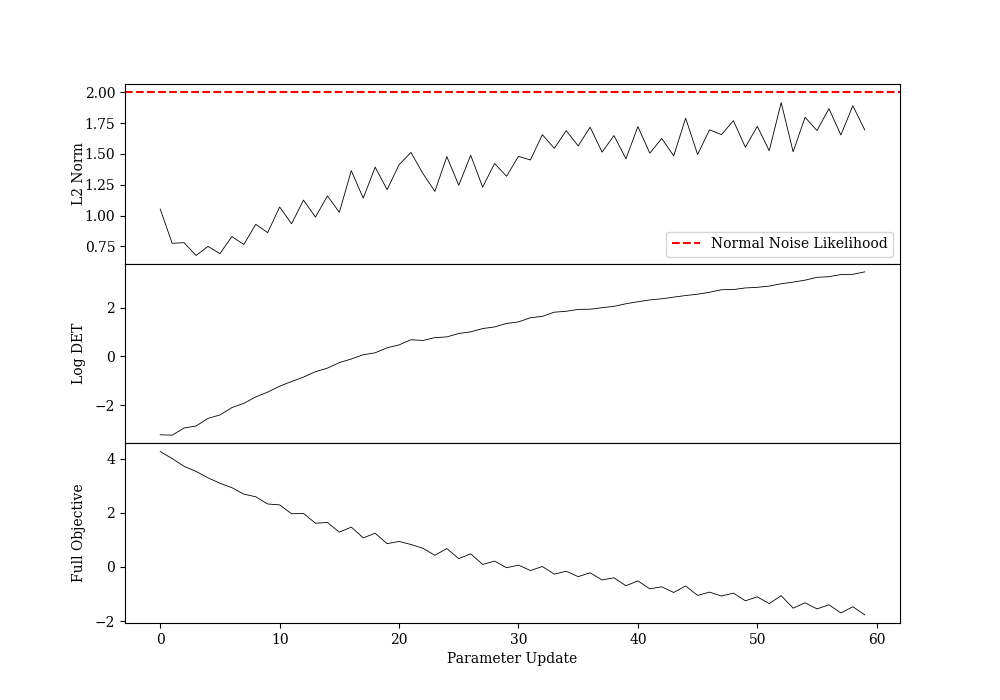 2.00
1.75
1.50
1.25
1.00
0.75
L2 Norm
Normal Noise Likelihood
2
0
−2
Log DET
4
2
0
−2
Full Objective
0 10 20 30 40 50 60
Parameter Update